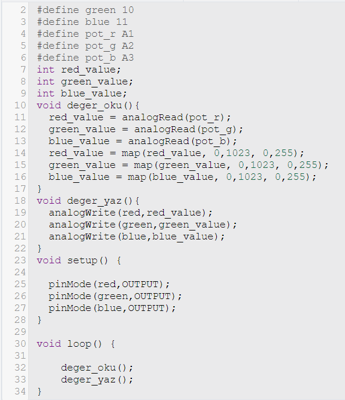 2 #define green 10
3 #define blue 11
4 #define pot_r A1
5 #define pot_g A2
6 #define pot_b A3
7 int red_value;
8 int green_value;
9 int blue_value;
10 void deger_oku(){
11 red_value = analogRead(pot_r);
12 green_value = analogRead(pot_g);
13 blue_value = analogRead(pot_b);
14 red_value = map(red_value, 0,1023, 0,255);
15 green_value = map(green_value, 0,1023, 0,255);
16 blue_value = map(blue_value, 0,1023, 0,255);
17 }
18 void deger_yaz(){
19 analogWrite(red,red_value);
20 analogWrite(green,green_value);
21 analogWrite(blue,blue_value);
22 }
23 void setup() {
24
25 pinMode(red,OUTPUT);
26 pinMode(green,OUTPUT);
27 pinMode(blue,OUTPUT);
28 }
29
30 void loop() {
31
32 deger_oku();
33 deger_yaz();
34 }